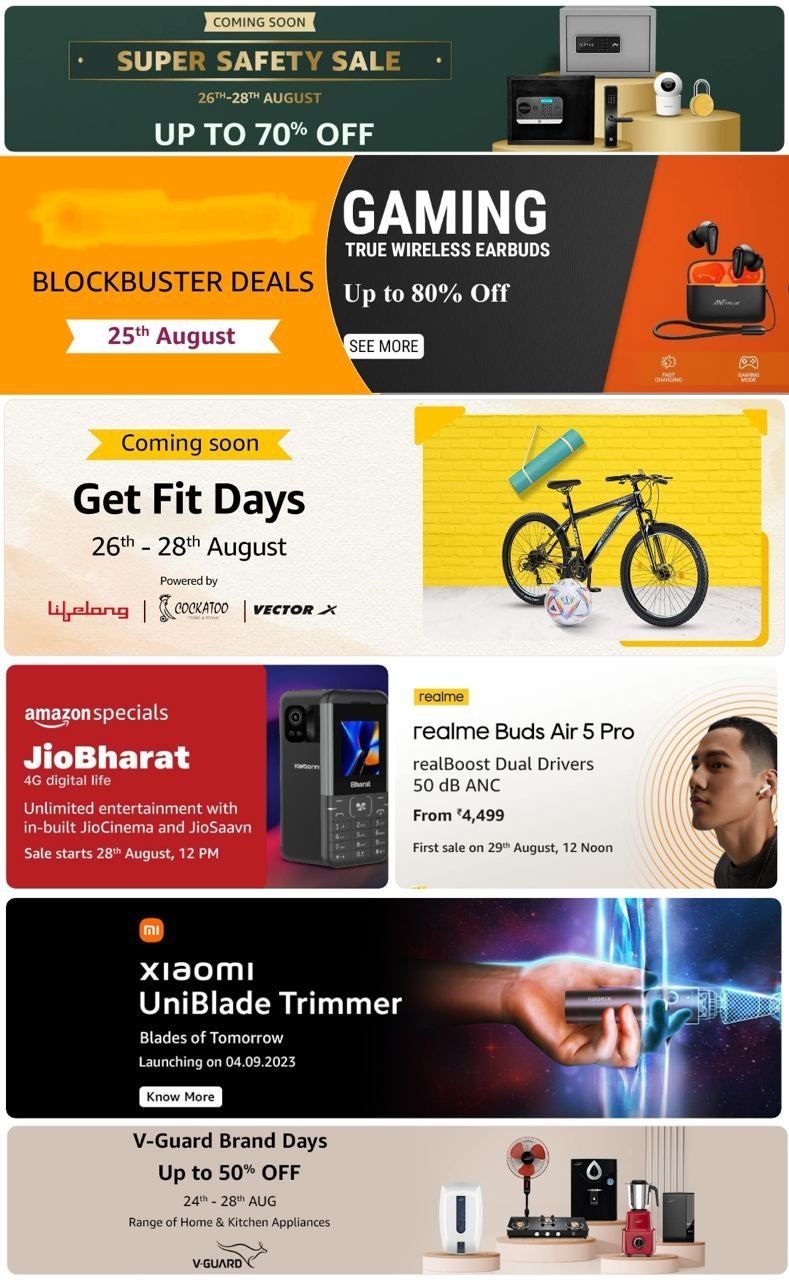 COMING SOON
SUPER SAFETY SALE
26TH-28TH AUGUST
UP TO 70% OFF
BLOCKBUSTER DEALS
25th August
GAMING
TRUE WIRELESS EARBUDS
Up to 80% Off
SEE MORE
FAST
CHARGING
GAMING
MODE
Coming soon
Get Fit Days
26th - 28th August
Powered by
Lifelong
COCKATOO
VECTOR X
amazon specials
JioBharat
4G digital life
Unlimited entertainment with
in-built JioCinema and JioSaavn
Sale starts 28th August, 12 PM
Karbonn
Bharat
realme
realme Buds Air 5 Pro
realBoost Dual Drivers
50 dB ANC
From ₹4,499
First sale on 29th August, 12 Noon
mi
xiaomi
UniBlade Trimmer
Blades of Tomorrow
Launching on 04.09.2023
Know More
xiaomi
V-Guard Brand Days
Up to 50% OFF
24th - 28th AUG
Range of Home & Kitchen Appliances
V-GUARD